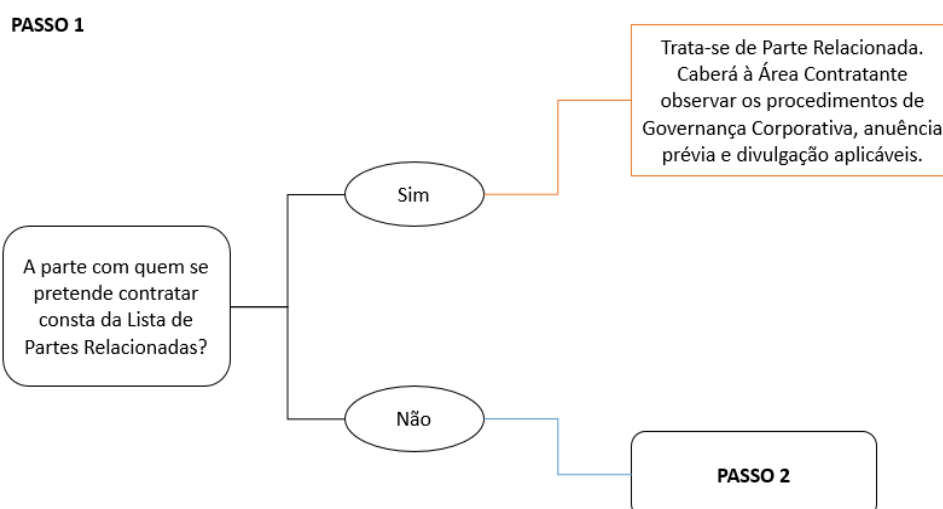 PASSO 1
Trata-se de Parte Relacionada.
Caberá à Área Contratante
observar os procedimentos de
Governança Corporativa, anuência
prévia e divulgação aplicáveis.
Sim
A parte com quem se
pretende contratar
consta da Lista de
Partes Relacionadas?
Não
PASSO 2